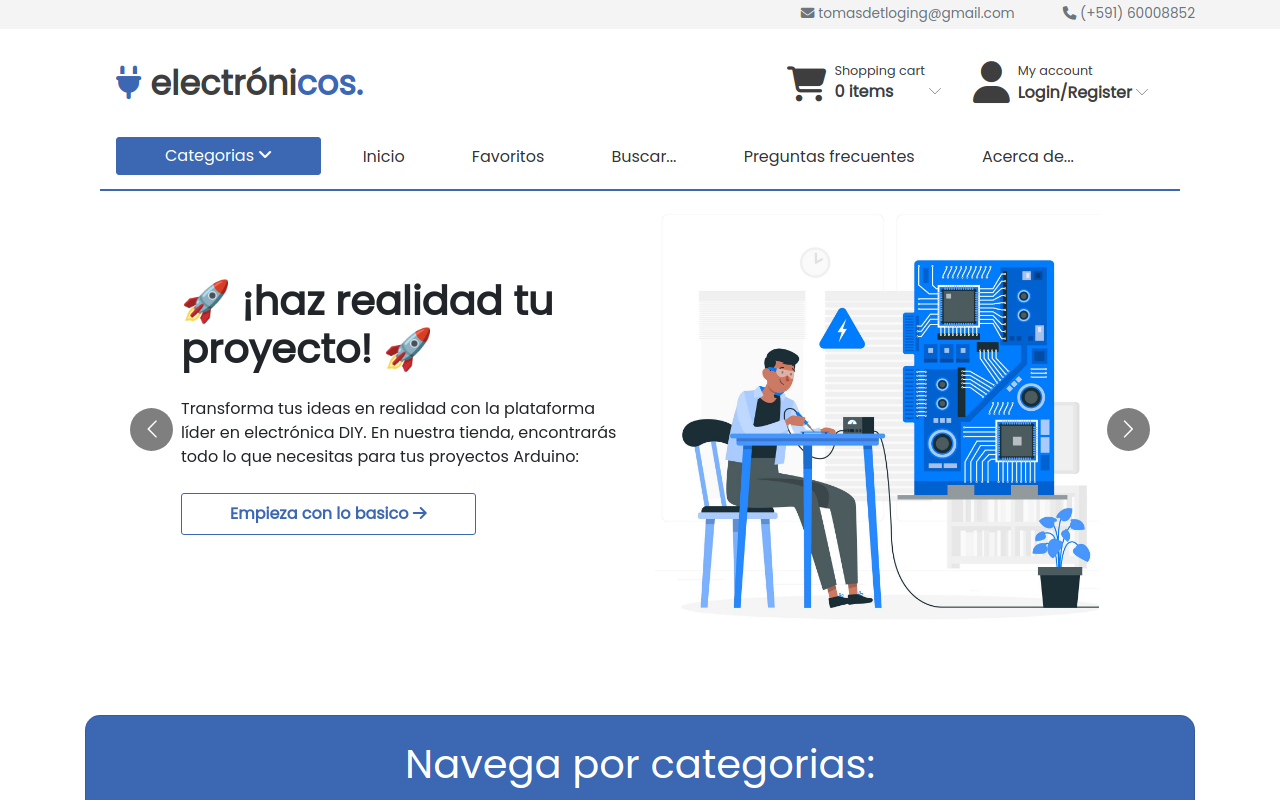 tomasdetloging@gmail.com (+591) 60008852
electrónicos.
Shopping cart
0 items
My account
Login/Register
Categorias Inicio Favoritos Buscar... Preguntas frecuentes Acerca de...
🚀 ¡haz realidad tu
proyecto! 🚀
Transforma tus ideas en realidad con la plataforma
líder en electrónica DIY. En nuestra tienda, encontrarás
todo lo que necesitas para tus proyectos Arduino:
Empieza con lo basico →
Navega por categorias: